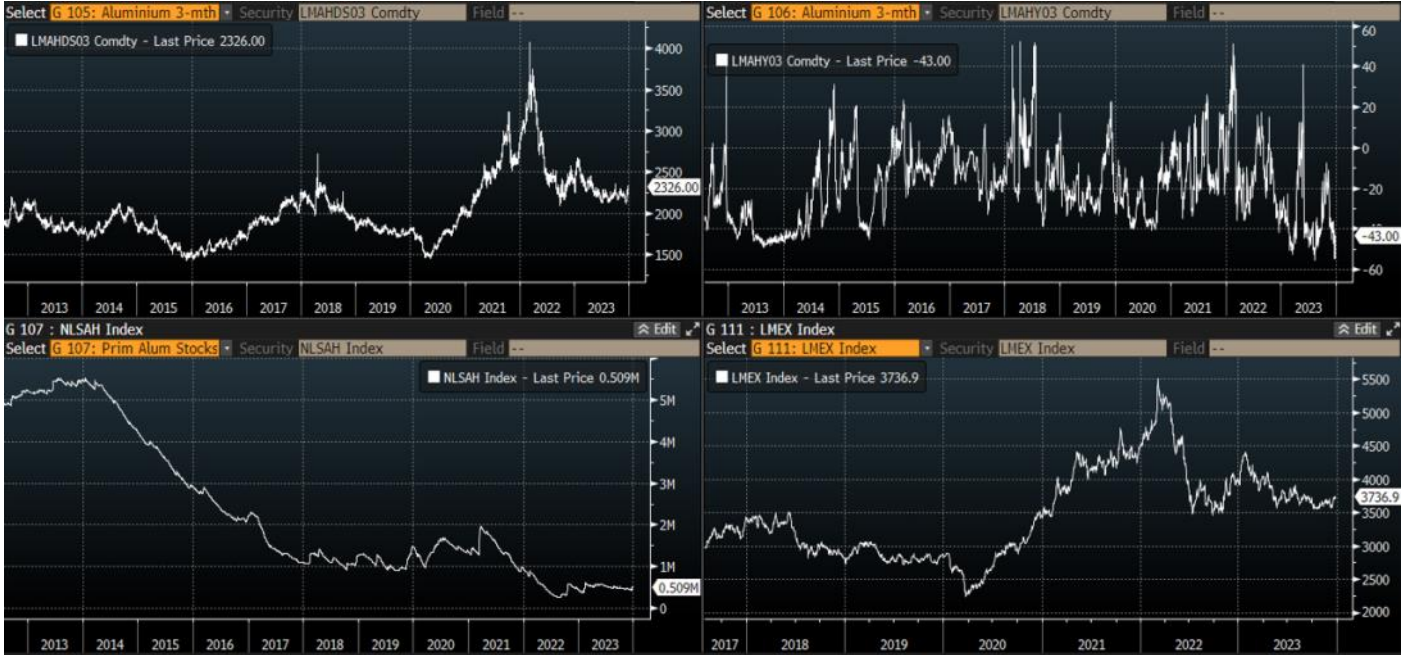 Select G 105: Aluminium 3-mth Security LMAHDS03 Comdty Field --
LMAHDS03 Comdty - Last Price 2326.00
4000
3500
3000
2500
2326.00
2000
1500
2013 2014 2015 2016 2017 2018 2019 2020 2021 2022 2023
Select G 106: Aluminium 3-mth Security LMAHY03 Comdty Field --
LMAHY03 Comdty - Last Price -43.00
60
40
20
0
-20
-43.00
-60
2013 2014 2015 2016 2017 2018 2019 2020 2021 2022 2023
G 107 : NLSAH Index Edit
Select G 107: Prim Alum Stocks Security NLSAH Index Field --
NLSAH Index - Last Price 0.509M
5M
4M
3M
2M
1M
0.509M
0
2013 2014 2015 2016 2017 2018 2019 2020 2021 2022 2023
G 111 : LMEX Index Edit
Select G 111: LMEX Index Security LMEX Index Field --
LMEX Index - Last Price 3736.9
5500
5000
4500
4000
3736.9
3500
3000
2500
2000
2017 2018 2019 2020 2021 2022 2023